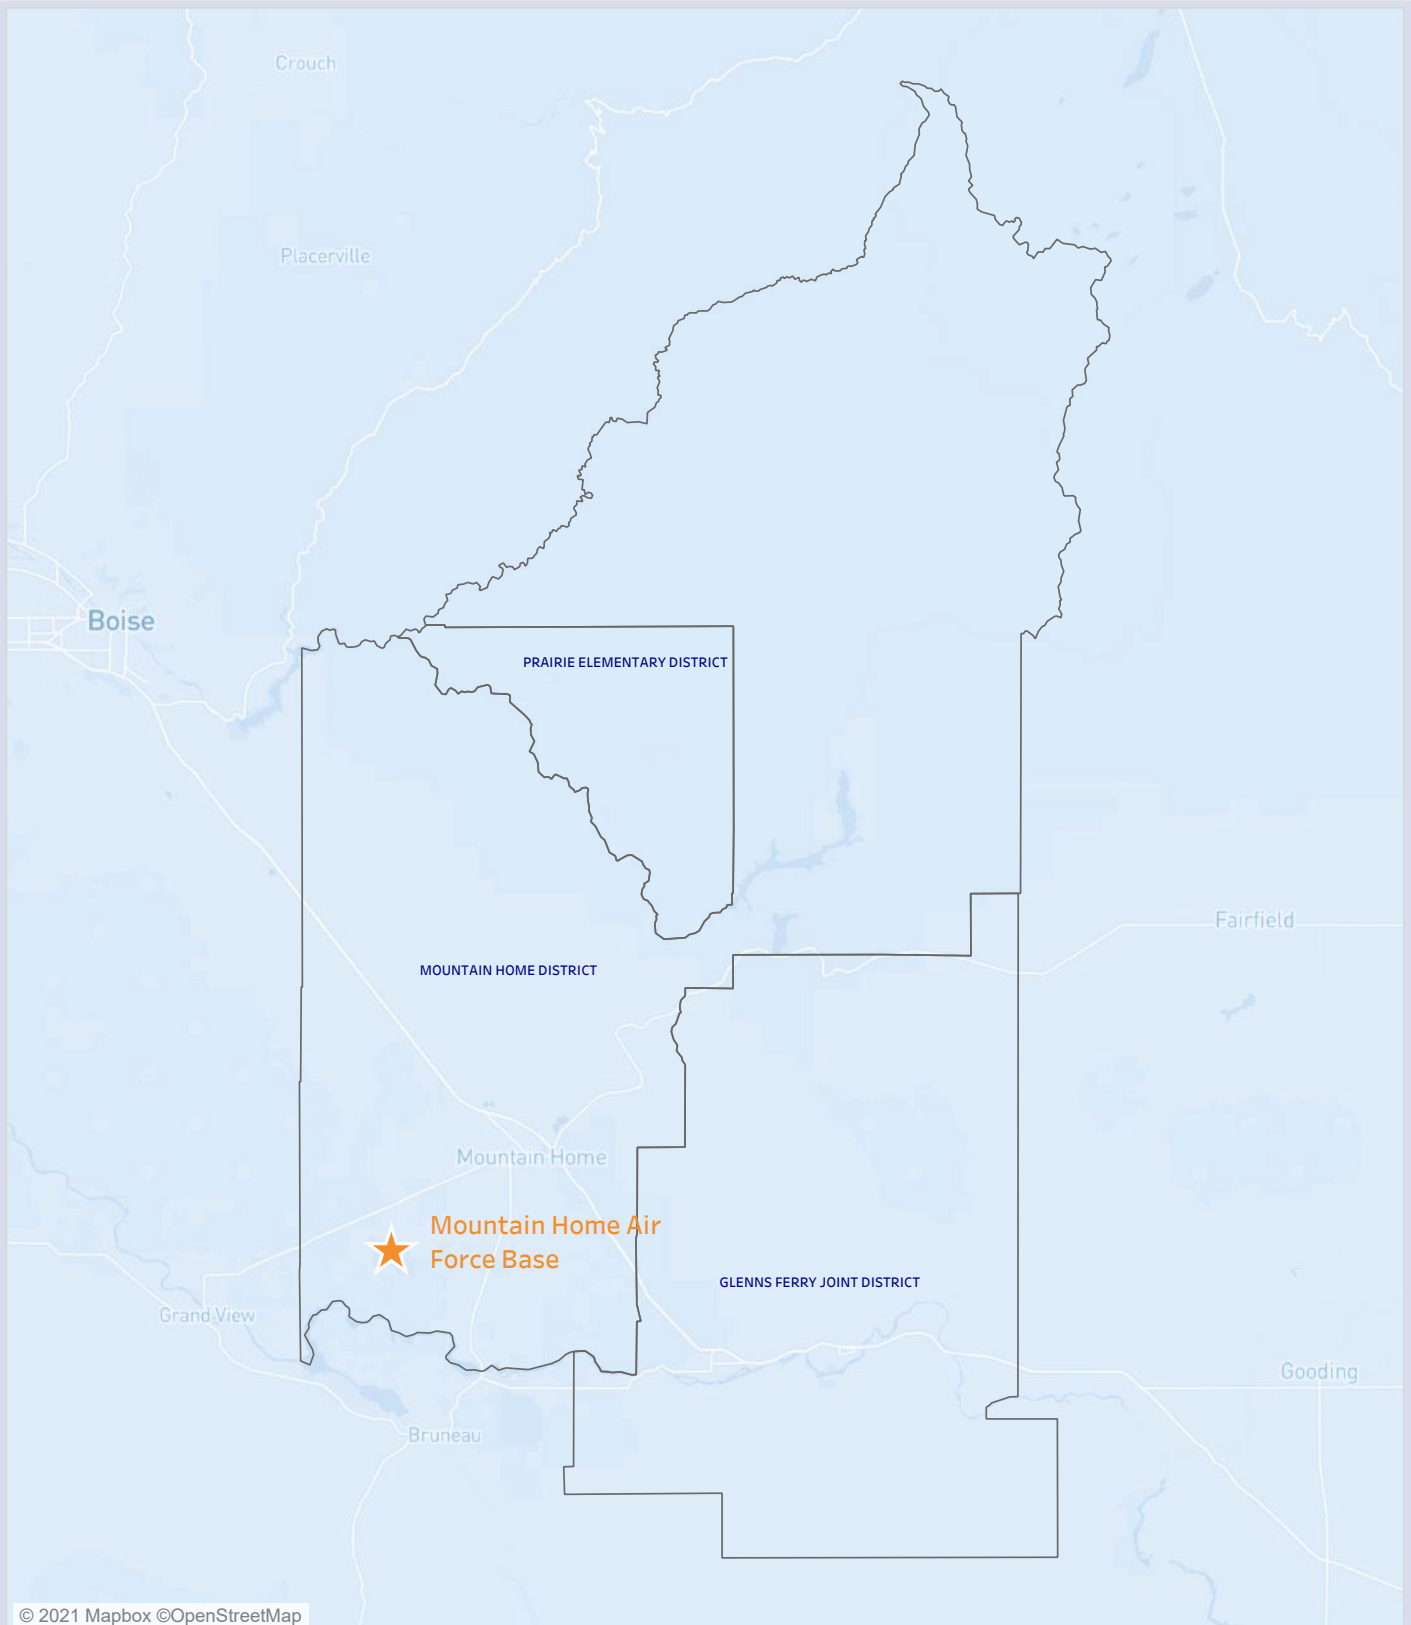 Crouch
Placerville
Boise
PRAIRIE ELEMENTARY DISTRICT
Fairfield
MOUNTAIN HOME DISTRICT
Mountain Home
Mountain Home Air
Force Base
GLENNS FERRY JOINT DISTRICT
Grand View
Gooding
Bruneau
© 2021 Mapbox ©OpenStreetMap